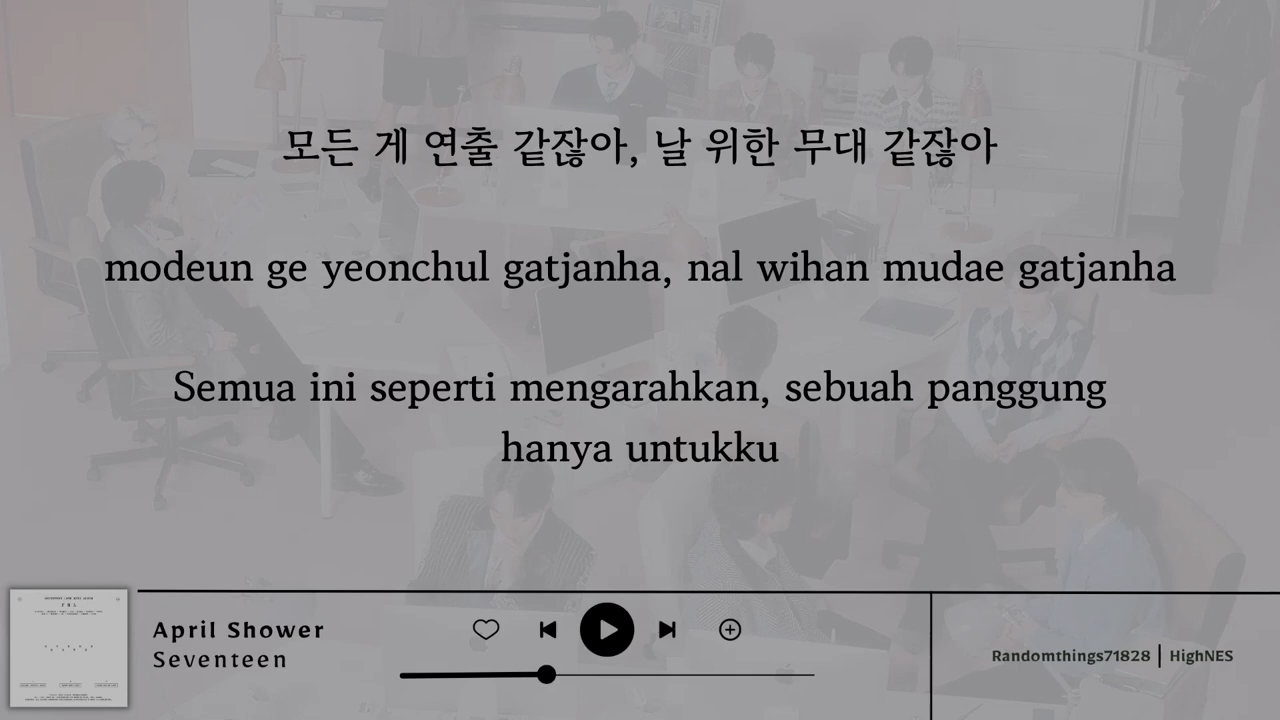 모든 게 연출 같잖아, 날 위한 무대 같잖아
modeun ge yeonchul gatjanha, nal wihan mudae gatjanha
Semua ini seperti mengarahkan, sebuah panggung
hanya untukku
April Shower
Seventeen
Randomthings71828 | HighNES